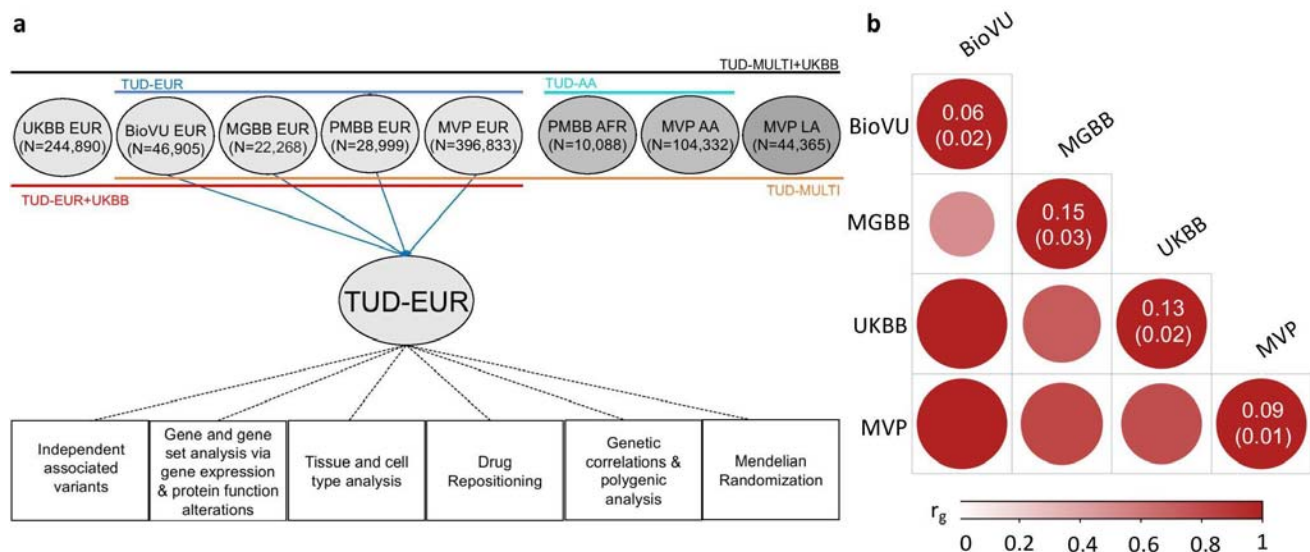 a
TUD-MULTI+UKBB
TUD-EUR
TUD-AA
UKBB EUR
(N=244,890)
BioVU EUR
(N=46,905)
MGBB EUR
(N=22,268)
PMBB EUR
(N=28,999)
MVP EUR
(N=396,833)
PMBB AFR
(N=10,088)
MVP AA
(N=104,332)
MVP LA
(N=44,365)
TUD-EUR+UKBB
TUD-MULTI
TUD-EUR
Independent
associated
variants
Gene and gene
set analysis via
gene expression
& protein function
alterations
Tissue and cell
type analysis
Drug
Repositioning
Genetic
correlations &
polygenic
analysis
Mendelian
Randomization
b
BioVU
MGBB
UKBB
MVP
BioVU
0.06
(0.02)
MGBB
0.15
(0.03)
UKBB
0.13
(0.02)
MVP
0.09
(0.01)
rg
0 0.2 0.4 0.6 0.8 1